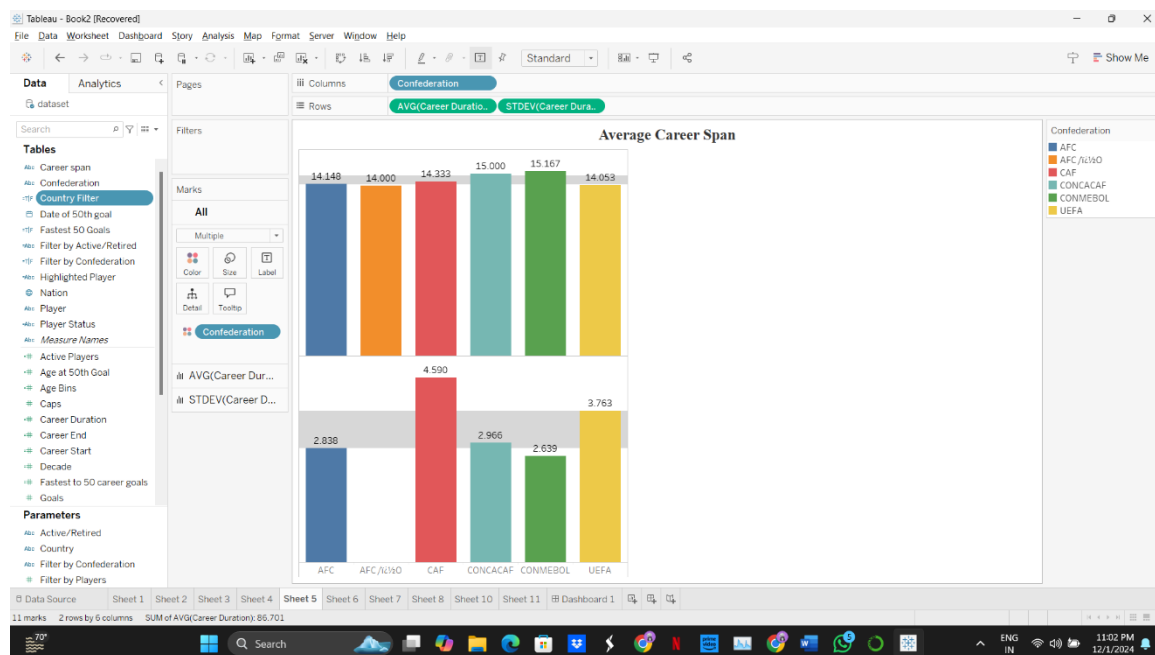 Tableau - Book2 [Recovered]
File Data Worksheet Dashboard Story Analysis Map Format Server Window Help
Standard
Show Me
Data Analytics
dataset
Search
Tables
Abc Career span
Abc Confederation
Country Filter
Date of 50th goal
Fastest 50 Goals
Filter by Active/Retired
Filter by Confederation
Highlighted Player
Nation
Abc Player
Player Status
Abc Measure Names
Active Players
Age at 50th Goal
Age Bins
# Caps
Career Duration
Career End
Career Start
Decade
Fastest to 50 career goals
# Goals
Parameters
Abc Active/Retired
Abc Country
Abc Filter by Confederation
# Filter by Players
Pages
Filters
Marks
All
Multiple
Color Size Label
Detail Tooltip
Confederation
AVG(Career Dur...
STDEV(Career D...
Columns Confederation
Rows AVG(Career Duratio.. STDEV(Career Dura..
Average Career Span
14.148 14.000 14.333 15.000 15.167 14.053
2.838 4.590 2.966 2.639 3.763
AFC AFC /ï¿½O CAF CONCACAF CONMEBOL UEFA
Confederation
AFC
AFC /ï¿½O
CAF
CONCACAF
CONMEBOL
UEFA
Data Source Sheet 1 Sheet 2 Sheet 3 Sheet 4 Sheet 5 Sheet 6 Sheet 7 Sheet 8 Sheet 10 Sheet 11 Dashboard 1
11 marks 2 rows by 6 columns SUM of AVG(Career Duration): 86.701
70°
Search
ENG
IN
11:02 PM
12/1/2024